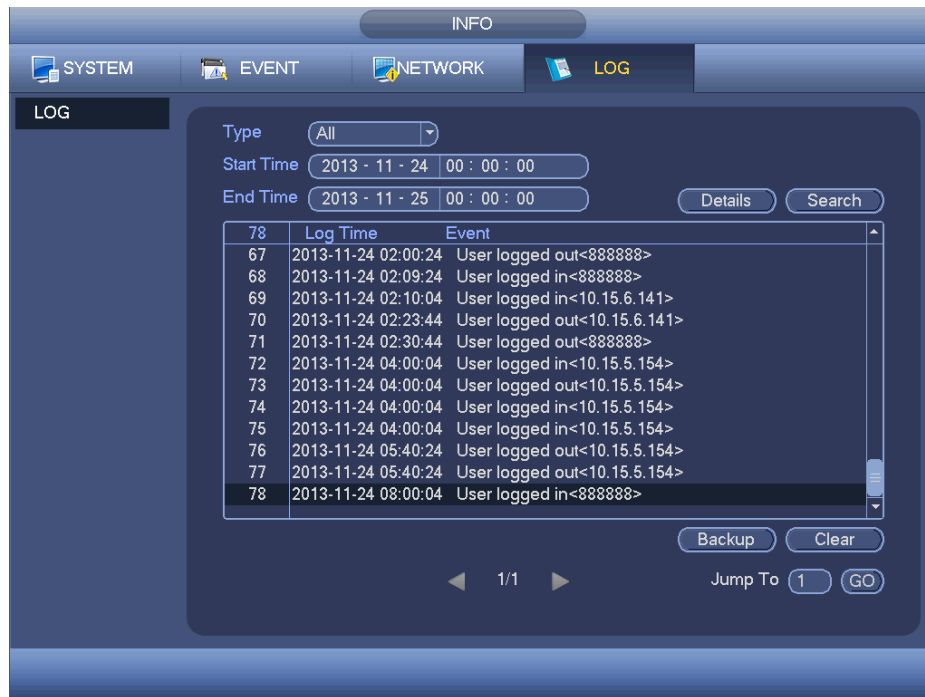 INFO
SYSTEM EVENT NETWORK LOG
LOG
Type All
Start Time 2013 - 11 - 24 00 : 00 : 00
End Time 2013 - 11 - 25 00 : 00 : 00
Details Search
78 Log Time Event
67 2013-11-24 02:00:24 User logged out<888888>
68 2013-11-24 02:09:24 User logged in<888888>
69 2013-11-24 02:10:04 User logged in<10.15.6.141>
70 2013-11-24 02:23:44 User logged out<10.15.6.141>
71 2013-11-24 02:30:44 User logged out<888888>
72 2013-11-24 04:00:04 User logged in<10.15.5.154>
73 2013-11-24 04:00:04 User logged out<10.15.5.154>
74 2013-11-24 04:00:04 User logged in<10.15.5.154>
75 2013-11-24 04:00:04 User logged in<10.15.5.154>
76 2013-11-24 05:40:24 User logged out<10.15.5.154>
77 2013-11-24 05:40:24 User logged out<10.15.5.154>
78 2013-11-24 08:00:04 User logged in<888888>
Backup Clear
1/1 Jump To 1 GO